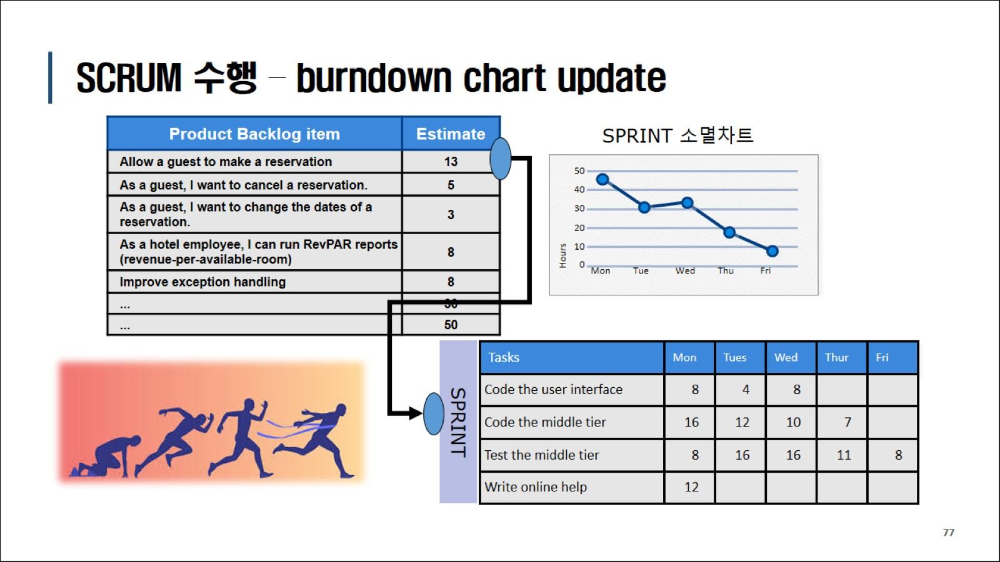 SCRUM 수행 – burndown chart update
Product Backlog item Estimate
Allow a guest to make a reservation 13
As a guest, I want to cancel a reservation. 5
As a guest, I want to change the dates of a
reservation. 3
As a hotel employee, I can run RevPAR reports
(revenue-per-available-room) 8
Improve exception handling 8
... 30
... 50
SPRINT 소멸차트
50
40
30
20
10
0
Hours
Mon Tue Wed Thu Fri
SPRINT
Tasks Mon Tues Wed Thur Fri
Code the user interface 8 4 8
Code the middle tier 16 12 10 7
Test the middle tier 8 16 16 11 8
Write online help 12
77